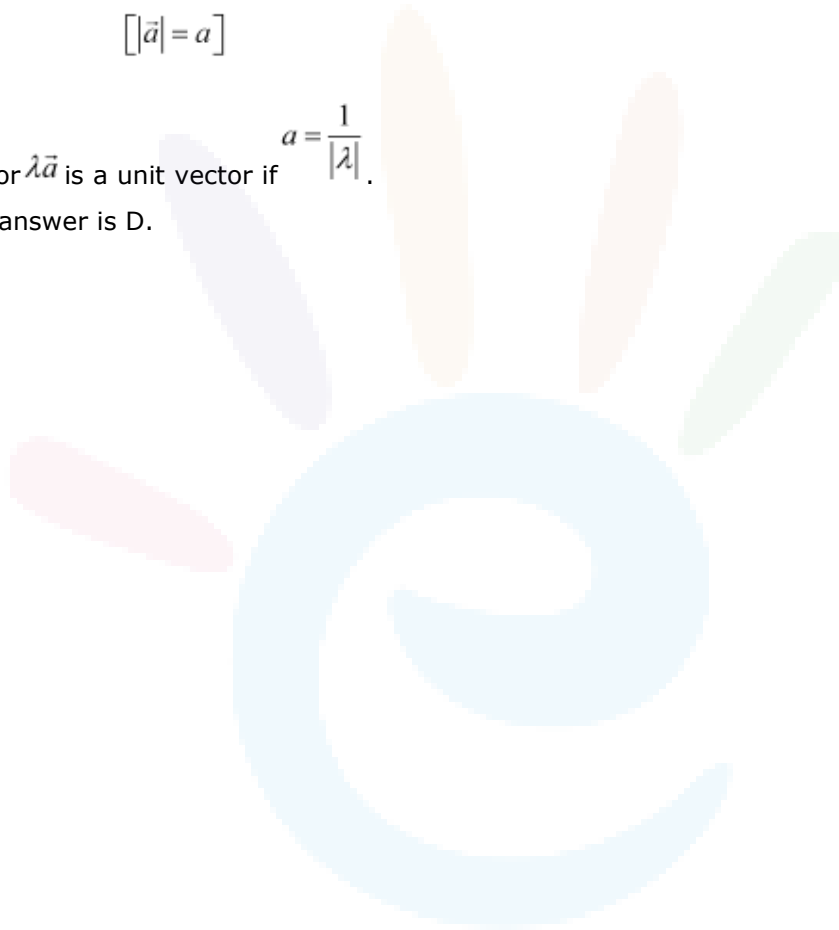 [|a⃗| = a]
or λa⃗ is a unit vector if a = 1/|λ|.
answer is D.